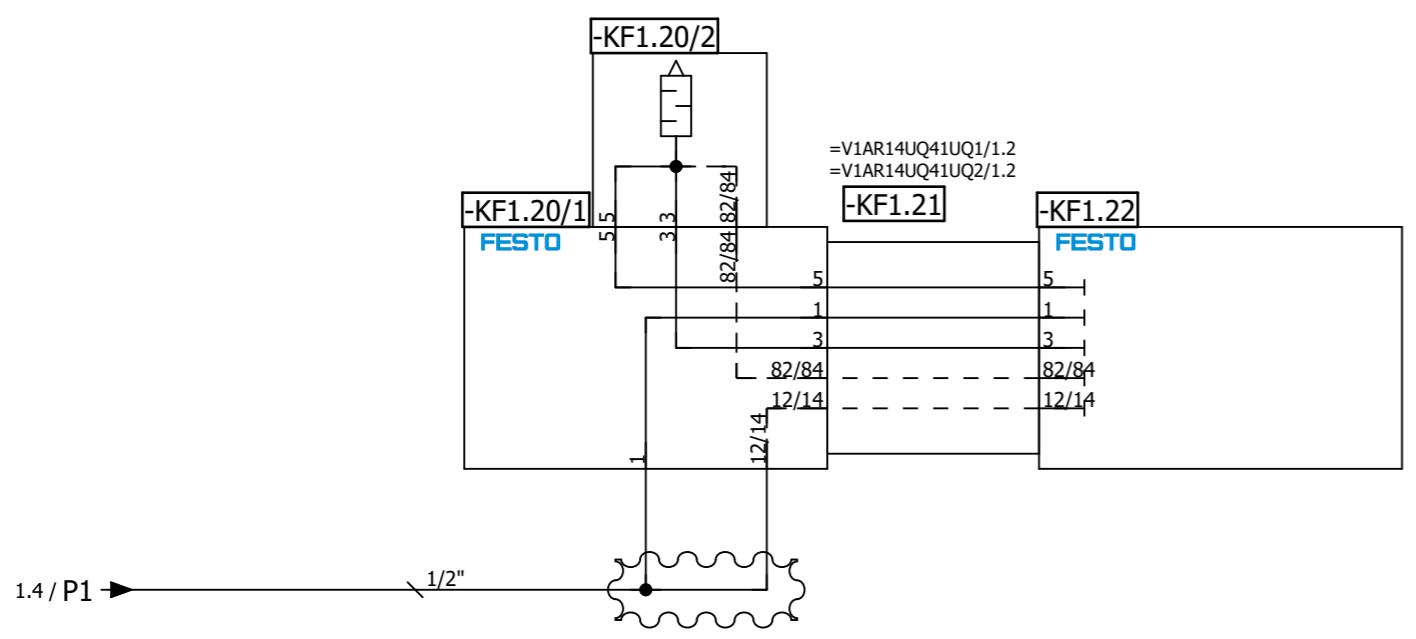 -KF1.20/2
=V1AR14UQ41UQ1/1.2
=V1AR14UQ41UQ2/1.2
-KF1.20/1
-KF1.21
-KF1.22
5
3
82/84
FESTO
5
3
82/84
FESTO
5
5
1
1
3
3
82/84
82/84
12/14
12/14
1
12/14
1.4 / P1
1/2"